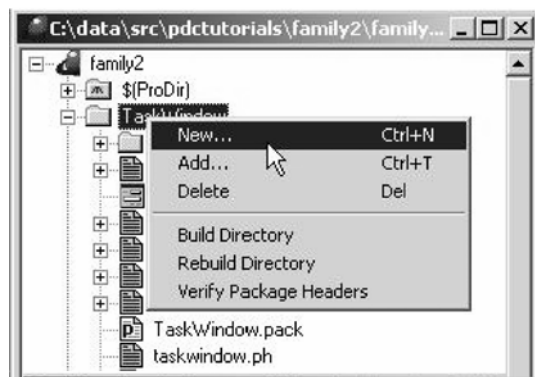 C:\data\src\pdctutorials\family2\family...
family2
$(ProDir)
TaskWindow
New... Ctrl+N
Add... Ctrl+T
Delete Del
Build Directory
Rebuild Directory
Verify Package Headers
TaskWindow.pack
taskwindow.ph